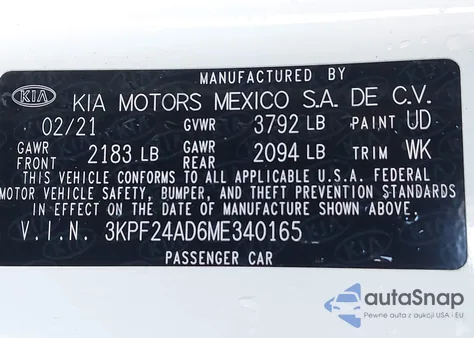 MANUFACTURED BY
KIA KIA MOTORS MEXICO S.A. DE C.V.
02/21 GVWR 3792 LB PAINT UD
GAWR FRONT 2183 LB GAWR REAR 2094 LB TRIM WK
THIS VEHICLE CONFORMS TO ALL APPLICABLE U.S.A. FEDERAL
MOTOR VEHICLE SAFETY, BUMPER, AND THEFT PREVENTION STANDARDS
IN EFFECT ON THE DATE OF MANUFACTURE SHOWN ABOVE.
V.I.N. 3KPF24AD6ME340165
PASSENGER CAR
autoSnap
Pewne auta z aukcji USA i EU